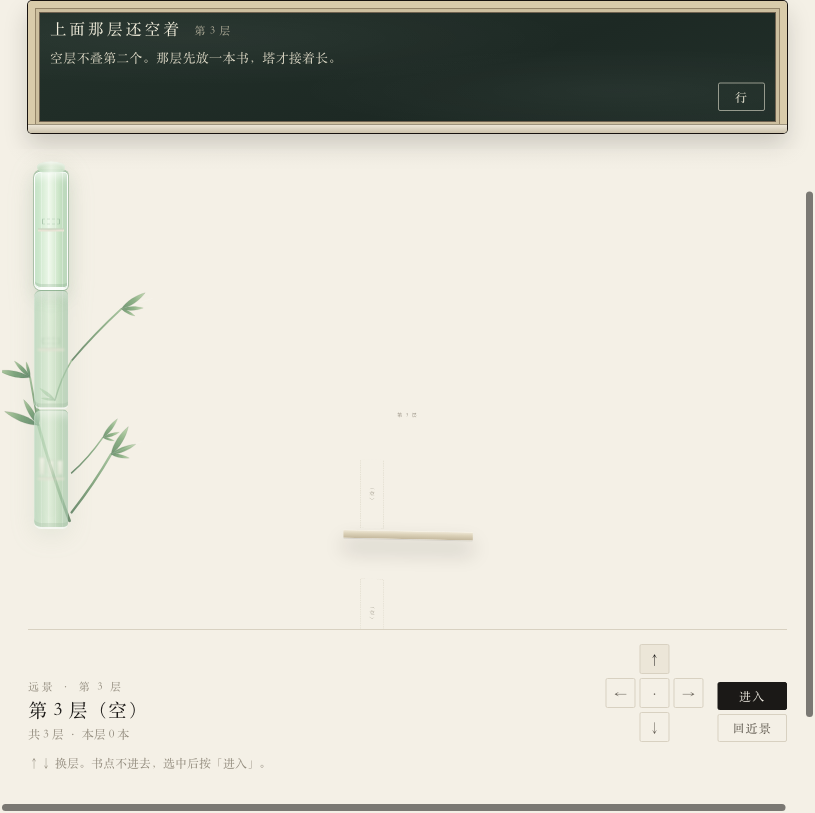 上面那层还空着 第 3 层
空层不叠第二个。那层先放一本书，塔才接着长。
行
远景 · 第 3 层
↑
← · →
进入
第 3 层（空）
↓
回近景
共 3 层 · 本层 0 本
↑ ↓ 换层。书点不进去，选中后按「进入」。